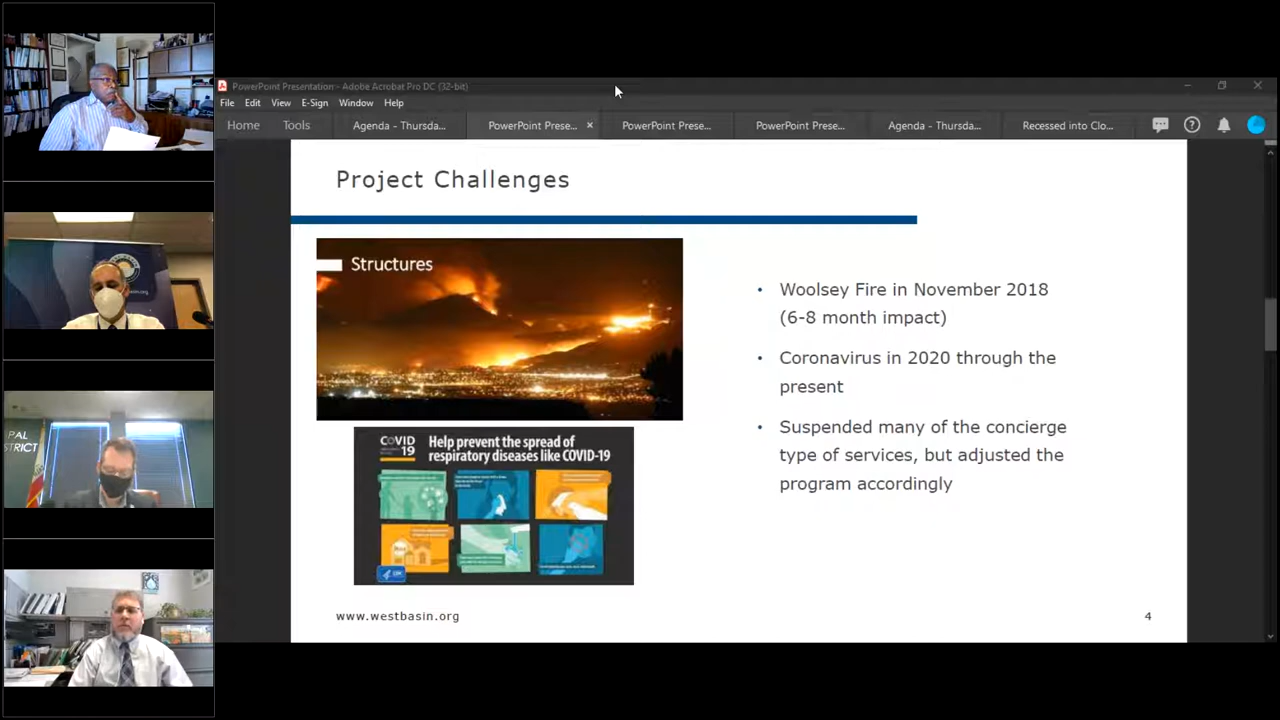 PowerPoint Presentation - Adobe Acrobat Pro DC (32-bit)
File Edit View E-Sign Window Help
Home Tools Agenda - Thursda... PowerPoint Prese... × PowerPoint Prese... PowerPoint Prese... Agenda - Thursda... Recessed into Clo...
Project Challenges
Structures
• Woolsey Fire in November 2018
(6-8 month impact)
• Coronavirus in 2020 through the
present
• Suspended many of the concierge
type of services, but adjusted the
program accordingly
COVID
19
Help prevent the spread of
respiratory diseases like COVID-19
CDC
www.westbasin.org
4
PAL
STRICT